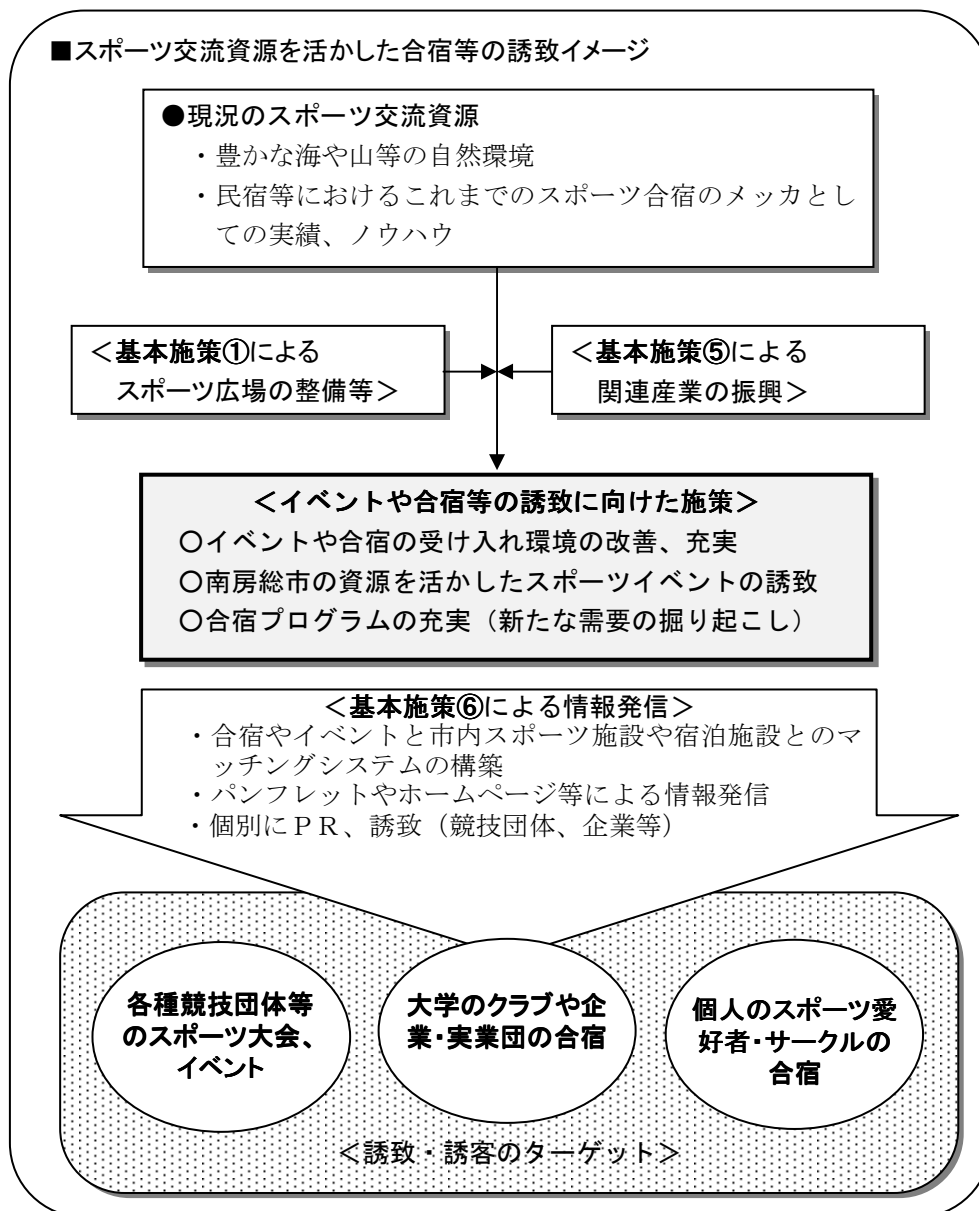 ■スポーツ交流資源を活かした合宿等の誘致イメージ
●現況のスポーツ交流資源
・豊かな海や山等の自然環境
・民宿等におけるこれまでのスポーツ合宿のメッカとし
ての実績、ノウハウ
＜基本施策①による
スポーツ広場の整備等＞
＜基本施策⑤による
関連産業の振興＞
＜イベントや合宿等の誘致に向けた施策＞
○イベントや合宿の受け入れ環境の改善、充実
○南房総市の資源を活かしたスポーツイベントの誘致
○合宿プログラムの充実（新たな需要の掘り起こし）
＜基本施策⑥による情報発信＞
・合宿やイベントと市内スポーツ施設や宿泊施設とのマ
ッチングシステムの構築
・パンフレットやホームページ等による情報発信
・個別にＰＲ、誘致（競技団体、企業等）
各種競技団体等
のスポーツ大会、
イベント
大学のクラブや企
業・実業団の合宿
個人のスポーツ愛
好者・サークルの
合宿
＜誘致・誘客のターゲット＞